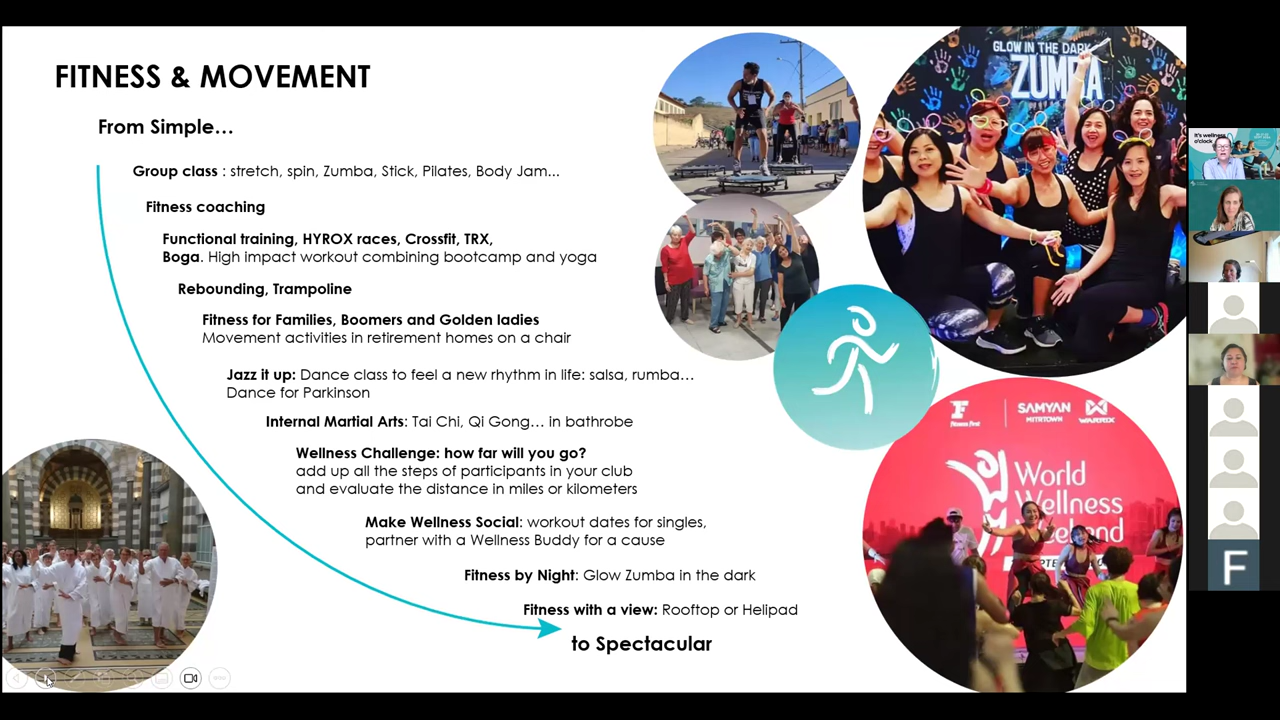 FITNESS & MOVEMENT
From Simple…
Group class : stretch, spin, Zumba, Stick, Pilates, Body Jam...
Fitness coaching
Functional training, HYROX races, Crossfit, TRX,
Boga. High impact workout combining bootcamp and yoga
Rebounding, Trampoline
Fitness for Families, Boomers and Golden ladies
Movement activities in retirement homes on a chair
Jazz it up: Dance class to feel a new rhythm in life: salsa, rumba…
Dance for Parkinson
Internal Martial Arts: Tai Chi, Qi Gong… in bathrobe
Wellness Challenge: how far will you go?
add up all the steps of participants in your club
and evaluate the distance in miles or kilometers
Make Wellness Social: workout dates for singles,
partner with a Wellness Buddy for a cause
Fitness by Night: Glow Zumba in the dark
Fitness with a view: Rooftop or Helipad
to Spectacular
GLOW IN THE DARK
ZUMBA
Fitness First
SAMYAN
MITRTOWN
WARRIX
World
Wellness
Weekend
It's wellness
o'clock
F